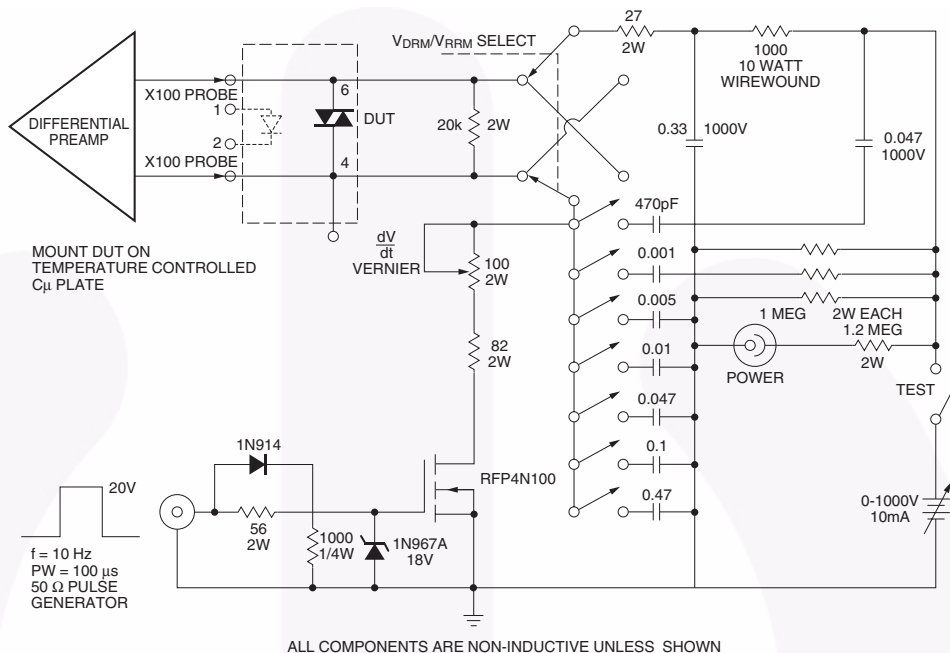 27
2W
VDRM/VRRM SELECT
1000
10 WATT
WIREWOUND
X100 PROBE
6
1
DIFFERENTIAL
PREAMP
DUT
20k
2W
0.33
1000V
0.047
1000V
2
X100 PROBE
4
470pF
MOUNT DUT ON
TEMPERATURE CONTROLLED
Cμ PLATE
dV
dt
VERNIER
100
2W
0.001
0.005
1 MEG
2W EACH
1.2 MEG
82
2W
0.01
POWER
2W
TEST
0.047
1N914
0.1
RFP4N100
20V
0.47
0-1000V
10mA
56
2W
1000
1/4W
1N967A
18V
f = 10 Hz
PW = 100 μs
50 Ω PULSE
GENERATOR
ALL COMPONENTS ARE NON-INDUCTIVE UNLESS SHOWN